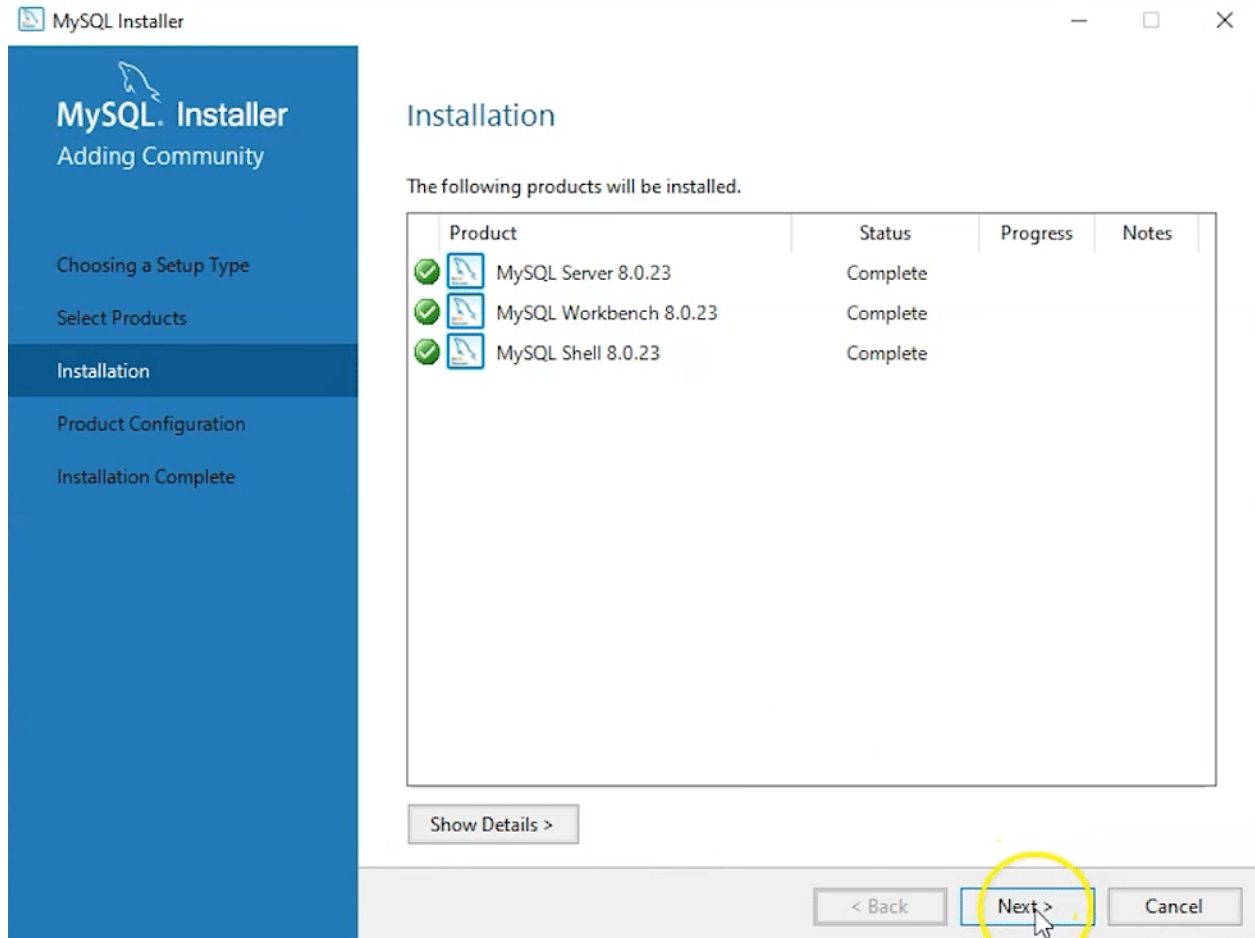 MySQL Installer
MySQL. Installer
Adding Community
Choosing a Setup Type
Select Products
Installation
Product Configuration
Installation Complete
Installation
The following products will be installed.
Product Status Progress Notes
MySQL Server 8.0.23 Complete
MySQL Workbench 8.0.23 Complete
MySQL Shell 8.0.23 Complete
Show Details >
< Back Next > Cancel